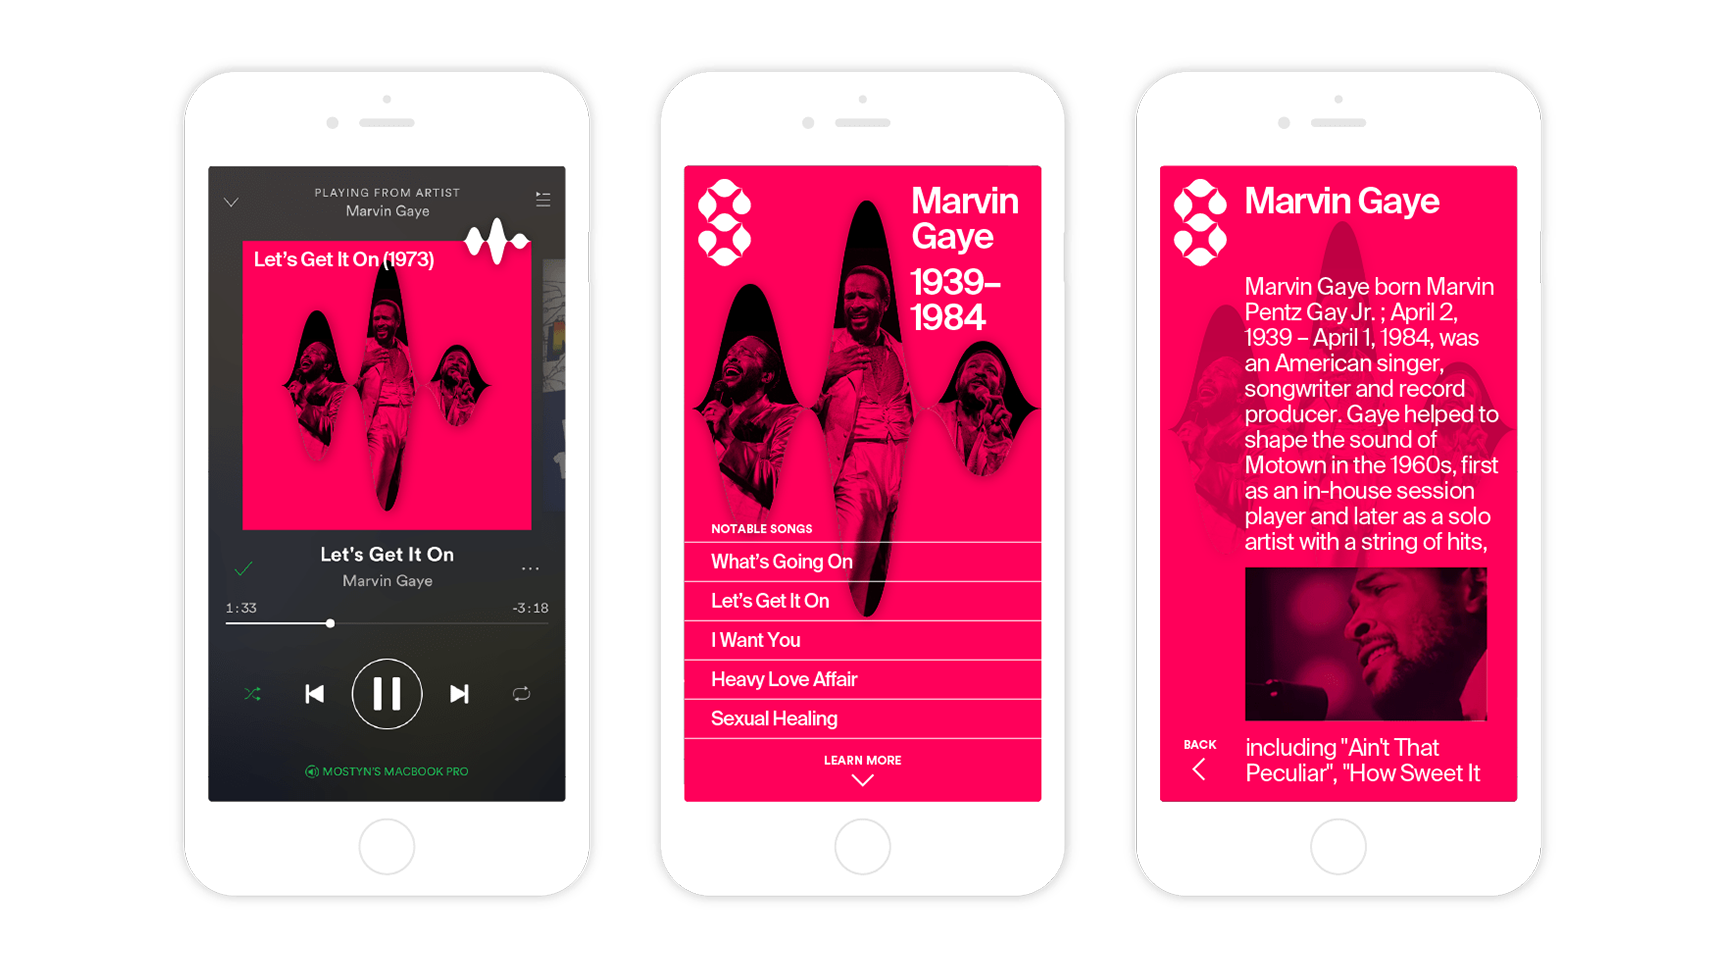 PLAYING FROM ARTIST
Marvin Gaye
Let's Get It On (1973)
Let's Get It On
Marvin Gaye
1:33
-3:18
MOSTYN'S MACBOOK PRO
Marvin
Gaye
1939–
1984
NOTABLE SONGS
What's Going On
Let's Get It On
I Want You
Heavy Love Affair
Sexual Healing
LEARN MORE
Marvin Gaye
Marvin Gaye born Marvin
Pentz Gay Jr. ; April 2,
1939 – April 1, 1984, was
an American singer,
songwriter and record
producer. Gaye helped to
shape the sound of
Motown in the 1960s, first
as an in-house session
player and later as a solo
artist with a string of hits,
including "Ain't That
Peculiar", "How Sweet It
BACK